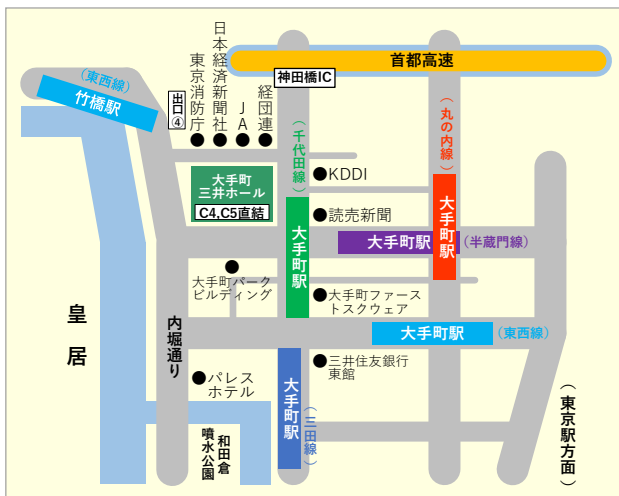 首都高速
神田橋IC
(東西線)
竹橋駅
出口④
東京消防庁
日本経済新聞社
JA
経団連
(千代田線)
(丸の内線)
●KDDI
大手町
三井ホール
C4,C5直結
●読売新聞
大手町駅
大手町駅
大手町駅
(半蔵門線)
大手町パーク
ビルディング
●大手町ファース
トスクウェア
皇居
内堀通り
大手町駅
(東西線)
●三井住友銀行
東館
大手町駅
(三田線)
●パレス
ホテル
和田倉
噴水公園
(東京駅方面)